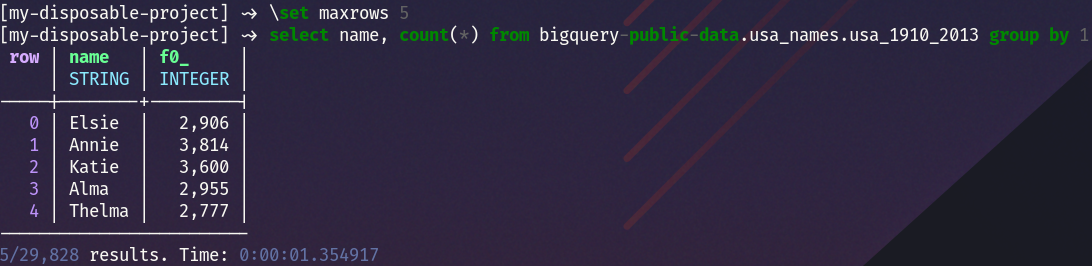 [my-disposable-project] ⤳ \set maxrows 5
[my-disposable-project] ⤳ select name, count(*) from bigquery-public-data.usa_names.usa_1910_2013 group by 1
row │ name │ f0_ │
│ STRING │ INTEGER │
0 │ Elsie │ 2,906 │
1 │ Annie │ 3,814 │
2 │ Katie │ 3,600 │
3 │ Alma │ 2,955 │
4 │ Thelma │ 2,777 │
5/29,828 results. Time: 0:00:01.354917